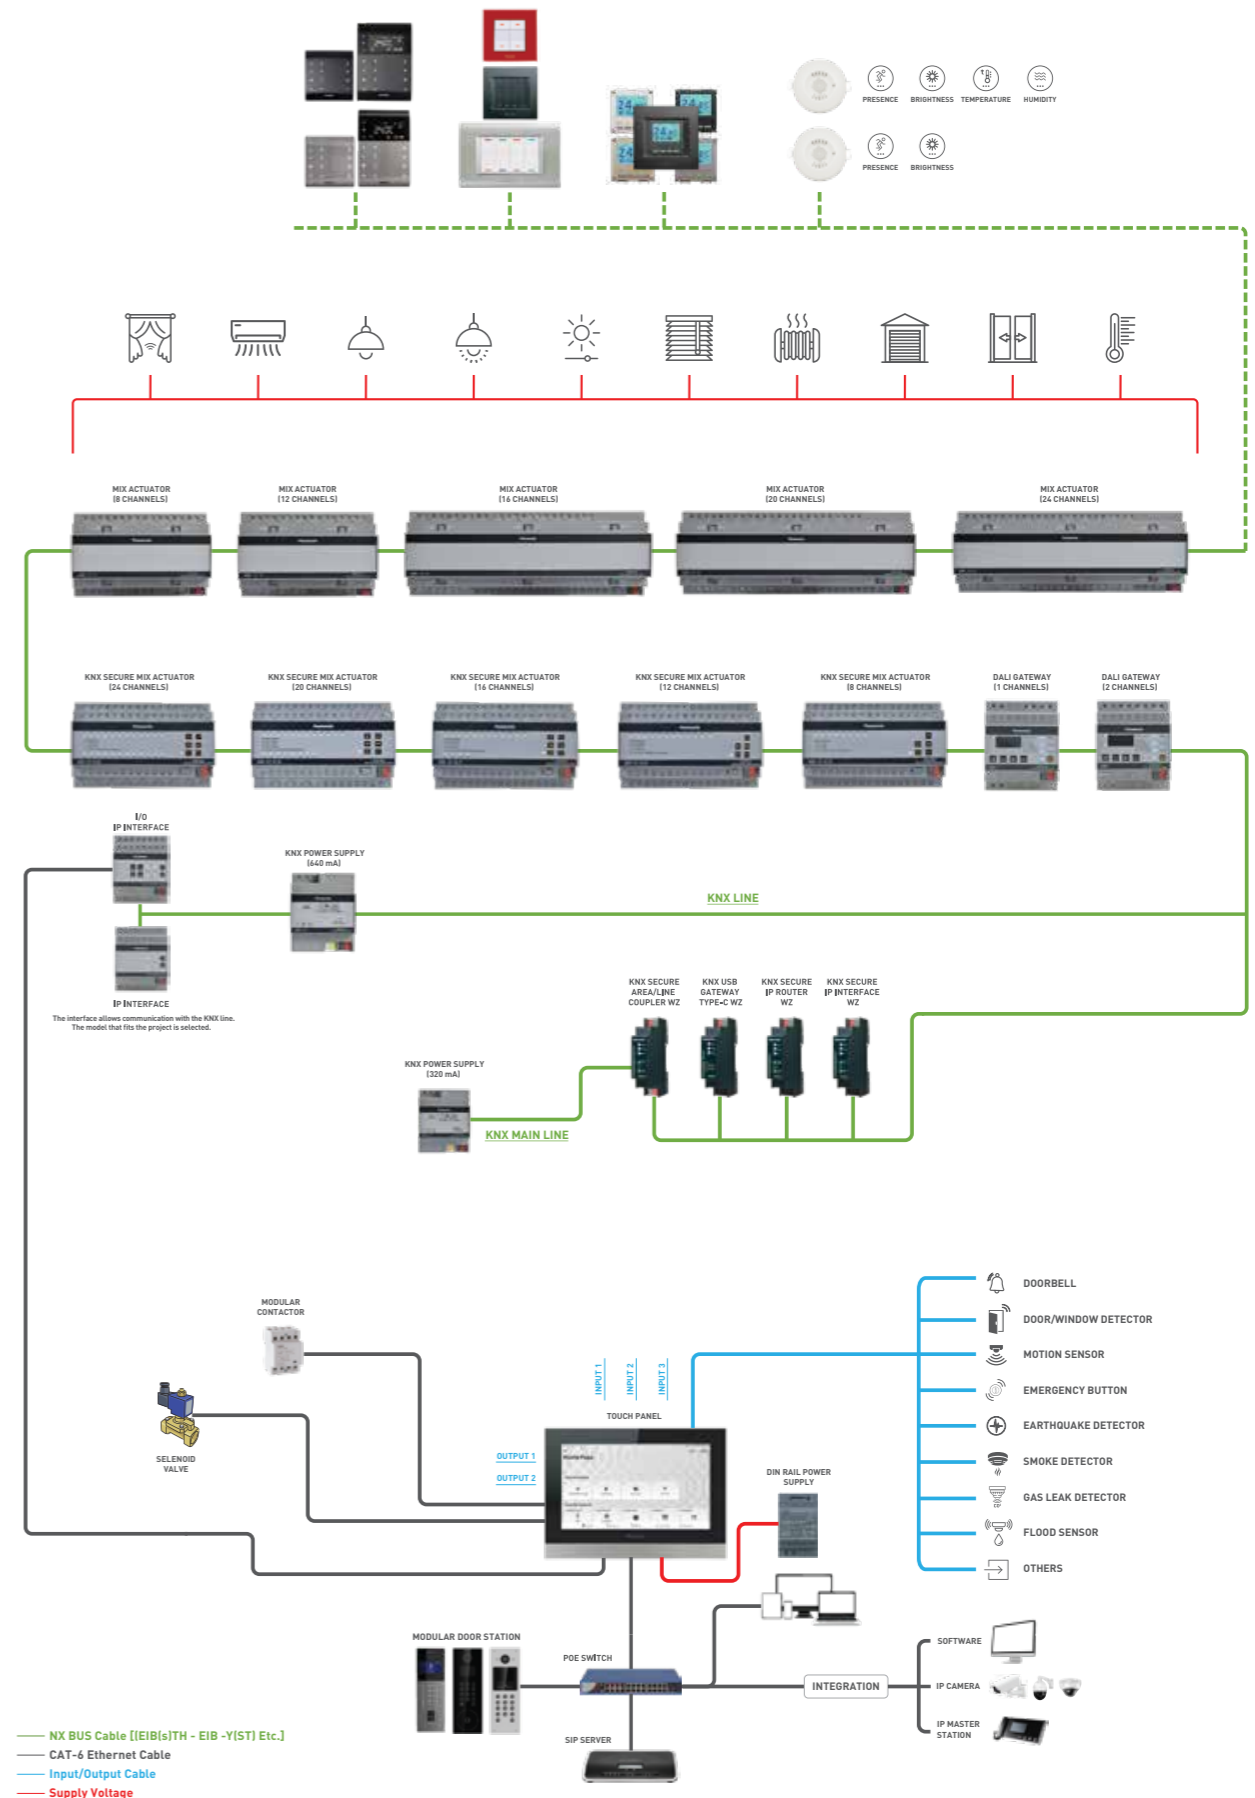 PRESENCE
BRIGHTNESS
TEMPERATURE
HUMIDITY
PRESENCE
BRIGHTNESS
MIX ACTUATOR
(8 CHANNELS)
MIX ACTUATOR
(12 CHANNELS)
MIX ACTUATOR
(16 CHANNELS)
MIX ACTUATOR
(20 CHANNELS)
MIX ACTUATOR
(24 CHANNELS)
KNX SECURE MIX ACTUATOR
(24 CHANNELS)
KNX SECURE MIX ACTUATOR
(20 CHANNELS)
KNX SECURE MIX ACTUATOR
(16 CHANNELS)
KNX SECURE MIX ACTUATOR
(12 CHANNELS)
KNX SECURE MIX ACTUATOR
(8 CHANNELS)
DALI GATEWAY
(1 CHANNELS)
DALI GATEWAY
(2 CHANNELS)
I/O
IP INTERFACE
KNX POWER SUPPLY
(640 mA)
KNX LINE
IP INTERFACE
The interface allows communication with the KNX line.
The model that fits the project is selected.
KNX SECURE
AREA/LINE
COUPLER WZ
KNX USB
GATEWAY
TYPE-C WZ
KNX SECURE
IP ROUTER
WZ
KNX SECURE
IP INTERFACE
WZ
KNX POWER SUPPLY
(320 mA)
KNX MAIN LINE
MODULAR
CONTACTOR
SELENOID
VALVE
INPUT 1
INPUT 2
INPUT 3
TOUCH PANEL
OUTPUT 1
OUTPUT 2
DIN RAIL POWER
SUPPLY
DOORBELL
DOOR/WINDOW DETECTOR
MOTION SENSOR
EMERGENCY BUTTON
EARTHQUAKE DETECTOR
SMOKE DETECTOR
GAS LEAK DETECTOR
FLOOD SENSOR
OTHERS
MODULAR DOOR STATION
POE SWITCH
SIP SERVER
INTEGRATION
SOFTWARE
IP CAMERA
IP MASTER
STATION
NX BUS Cable [(EIB(s)TH - EIB -Y(ST) Etc.]
CAT-6 Ethernet Cable
Input/Output Cable
Supply Voltage